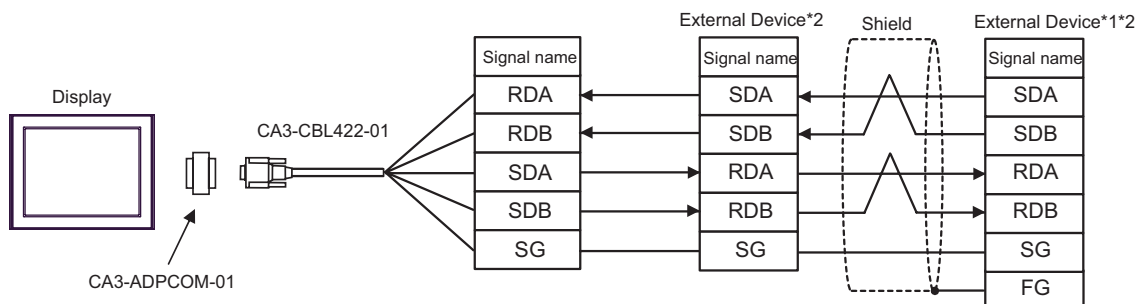 External Device*2
Shield
External Device*1*2
Display
CA3-CBL422-01
CA3-ADPCOM-01
Signal name
RDA
RDB
SDA
SDB
SG
Signal name
SDA
SDB
RDA
RDB
SG
Signal name
SDA
SDB
RDA
RDB
SG
FG